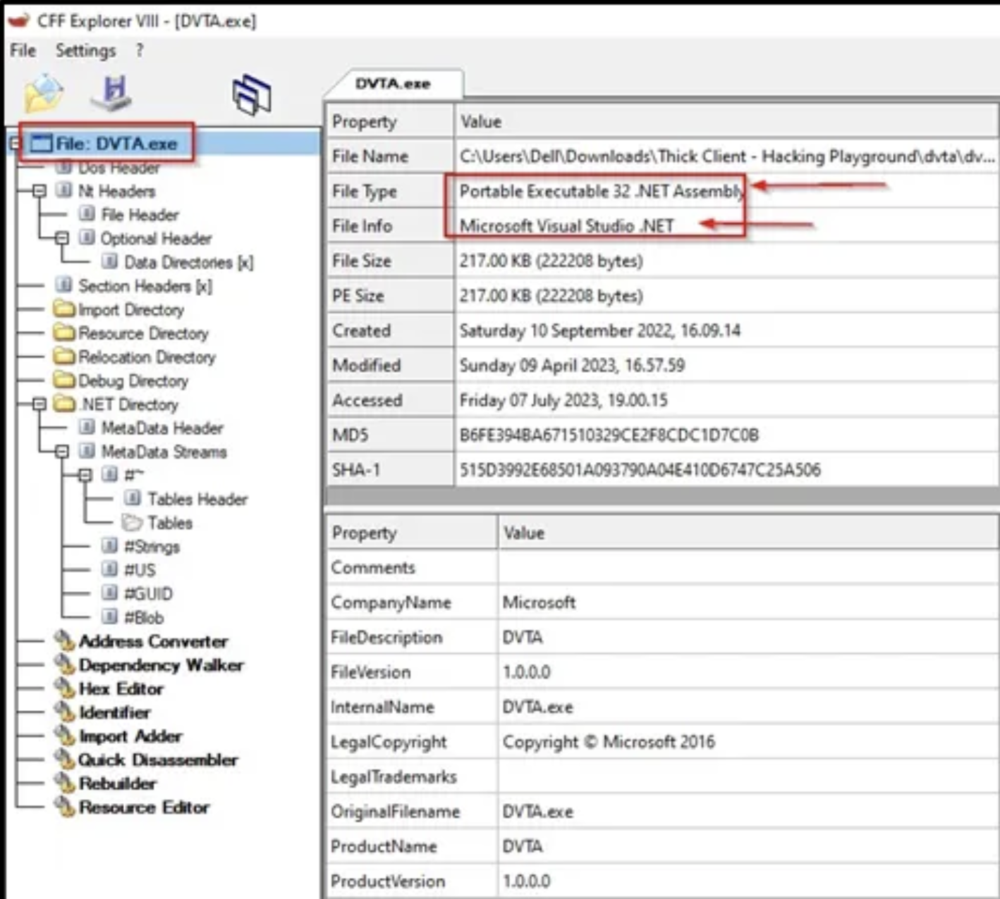 CFF Explorer VIII - [DVTA.exe]
File Settings ?
DVTA.exe
File: DVTA.exe
Dos Header
Nt Headers
File Header
Optional Header
Data Directories [x]
Section Headers [x]
Import Directory
Resource Directory
Relocation Directory
Debug Directory
.NET Directory
MetaData Header
MetaData Streams
#~
Tables Header
Tables
#Strings
#US
#GUID
#Blob
Address Converter
Dependency Walker
Hex Editor
Identifier
Import Adder
Quick Disassembler
Rebuilder
Resource Editor
Property Value
File Name C:\Users\Dell\Downloads\Thick Client - Hacking Playground\dvta\dv...
File Type Portable Executable 32 .NET Assembly
File Info Microsoft Visual Studio .NET
File Size 217.00 KB (222208 bytes)
PE Size 217.00 KB (222208 bytes)
Created Saturday 10 September 2022, 16.09.14
Modified Sunday 09 April 2023, 16.57.59
Accessed Friday 07 July 2023, 19.00.15
MD5 B6FE394BA671510329CE2F8CDC1D7C0B
SHA-1 515D3992E68501A093790A04E410D6747C25A506
Property Value
Comments
CompanyName Microsoft
FileDescription DVTA
FileVersion 1.0.0.0
InternalName DVTA.exe
LegalCopyright Copyright © Microsoft 2016
LegalTrademarks
OriginalFilename DVTA.exe
ProductName DVTA
ProductVersion 1.0.0.0